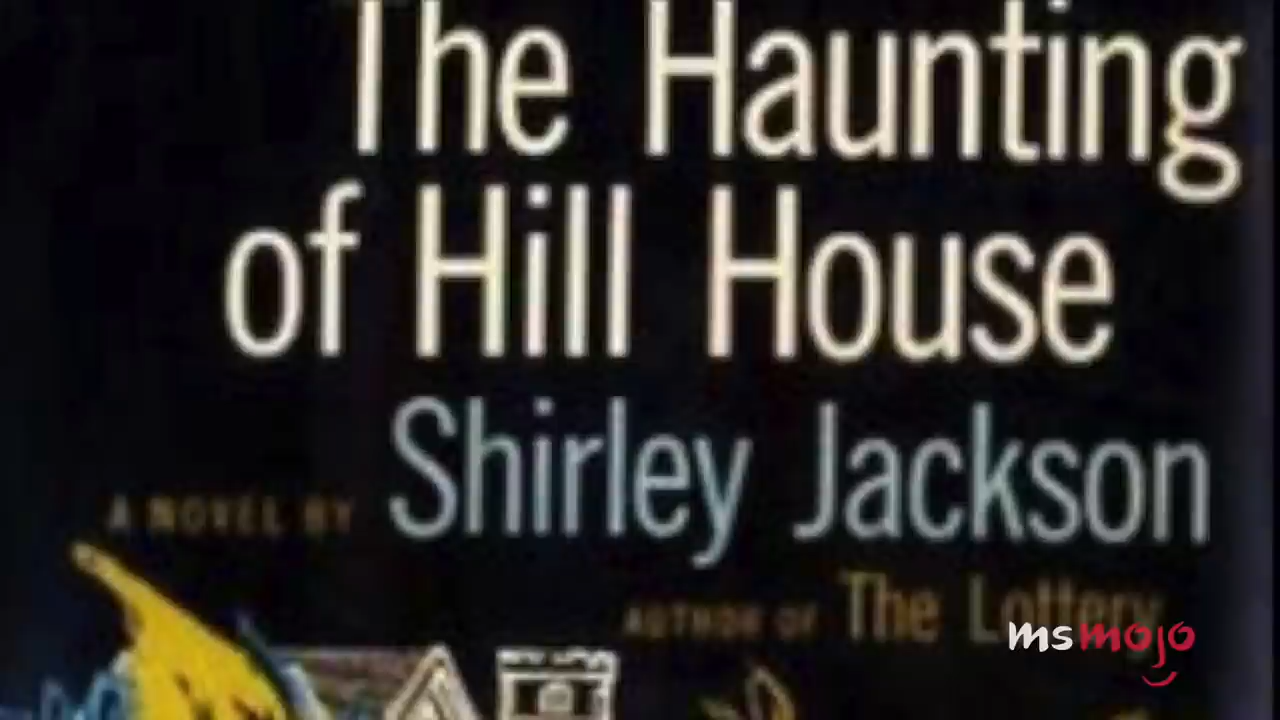 The Haunting
of Hill House
A NOVEL BY Shirley Jackson
AUTHOR OF The Lottery
msmojo